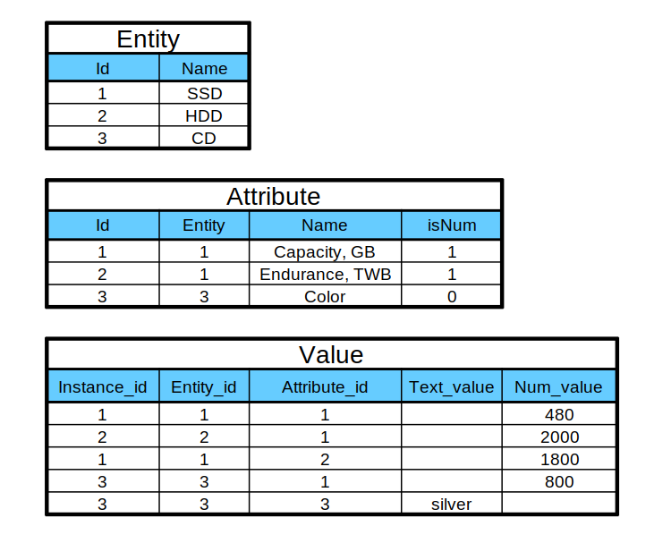 Entity
Id Name
1 SSD
2 HDD
3 CD
Attribute
Id Entity Name isNum
1 1 Capacity, GB 1
2 1 Endurance, TWB 1
3 3 Color 0
Value
Instance_id Entity_id Attribute_id Text_value Num_value
1 1 1 480
2 2 1 2000
1 1 2 1800
3 3 1 800
3 3 3 silver